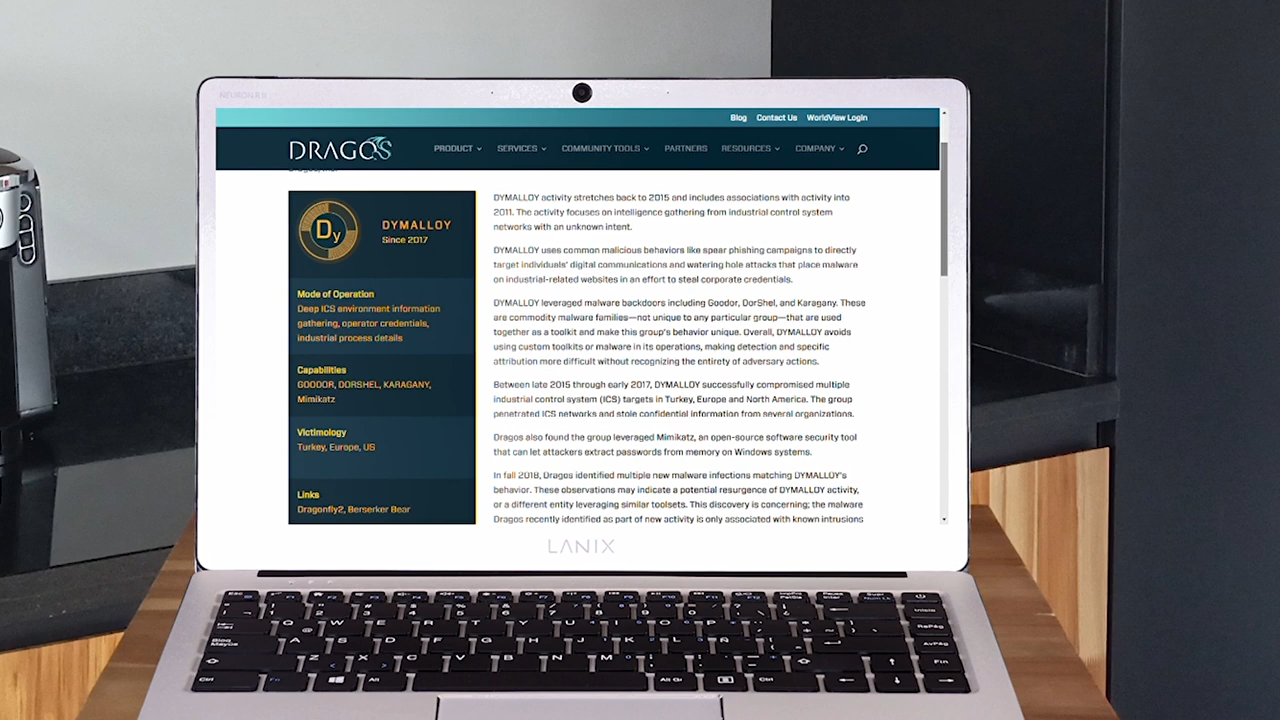 NEURON R II
Blog Contact Us WorldView Login
DRAGOS PRODUCT SERVICES COMMUNITY TOOLS PARTNERS RESOURCES COMPANY
Dy
DYMALLOY
Since 2017
Mode of Operation
Deep ICS environment information
gathering, operator credentials,
industrial process details
Capabilities
GOODOR, DORSHEL, KARAGANY,
Mimikatz
Victimology
Turkey, Europe, US
Links
Dragonfly2, Berserker Bear
DYMALLOY activity stretches back to 2015 and includes associations with activity into
2011. The activity focuses on intelligence gathering from industrial control system
networks with an unknown intent.
DYMALLOY uses common malicious behaviors like spear phishing campaigns to directly
target individuals' digital communications and watering hole attacks that place malware
on industrial-related websites in an effort to steal corporate credentials.
DYMALLOY leveraged malware backdoors including Goodor, DorShel, and Karagany. These
are commodity malware families—not unique to any particular group—that are used
together as a toolkit and make this group's behavior unique. Overall, DYMALLOY avoids
using custom toolkits or malware in its operations, making detection and specific
attribution more difficult without recognizing the entirety of adversary actions.
Between late 2015 through early 2017, DYMALLOY successfully compromised multiple
industrial control system (ICS) targets in Turkey, Europe and North America. The group
penetrated ICS networks and stole confidential information from several organizations.
Dragos also found the group leveraged Mimikatz, an open-source software security tool
that can let attackers extract passwords from memory on Windows systems.
In fall 2018, Dragos identified multiple new malware infections matching DYMALLOY's
behavior. These observations may indicate a potential resurgence of DYMALLOY activity,
or a different entity leveraging similar toolsets. This discovery is concerning; the malware
Dragos recently identified as part of new activity is only associated with known intrusions
LANIX
Q W E R T Y U I O P
Bloq Mayús A S D F G H J K L Ñ
Z X C V B N M
Ctrl Fn Alt Alt Gr Ctrl
Inicio
RePág
AvPág
Fin